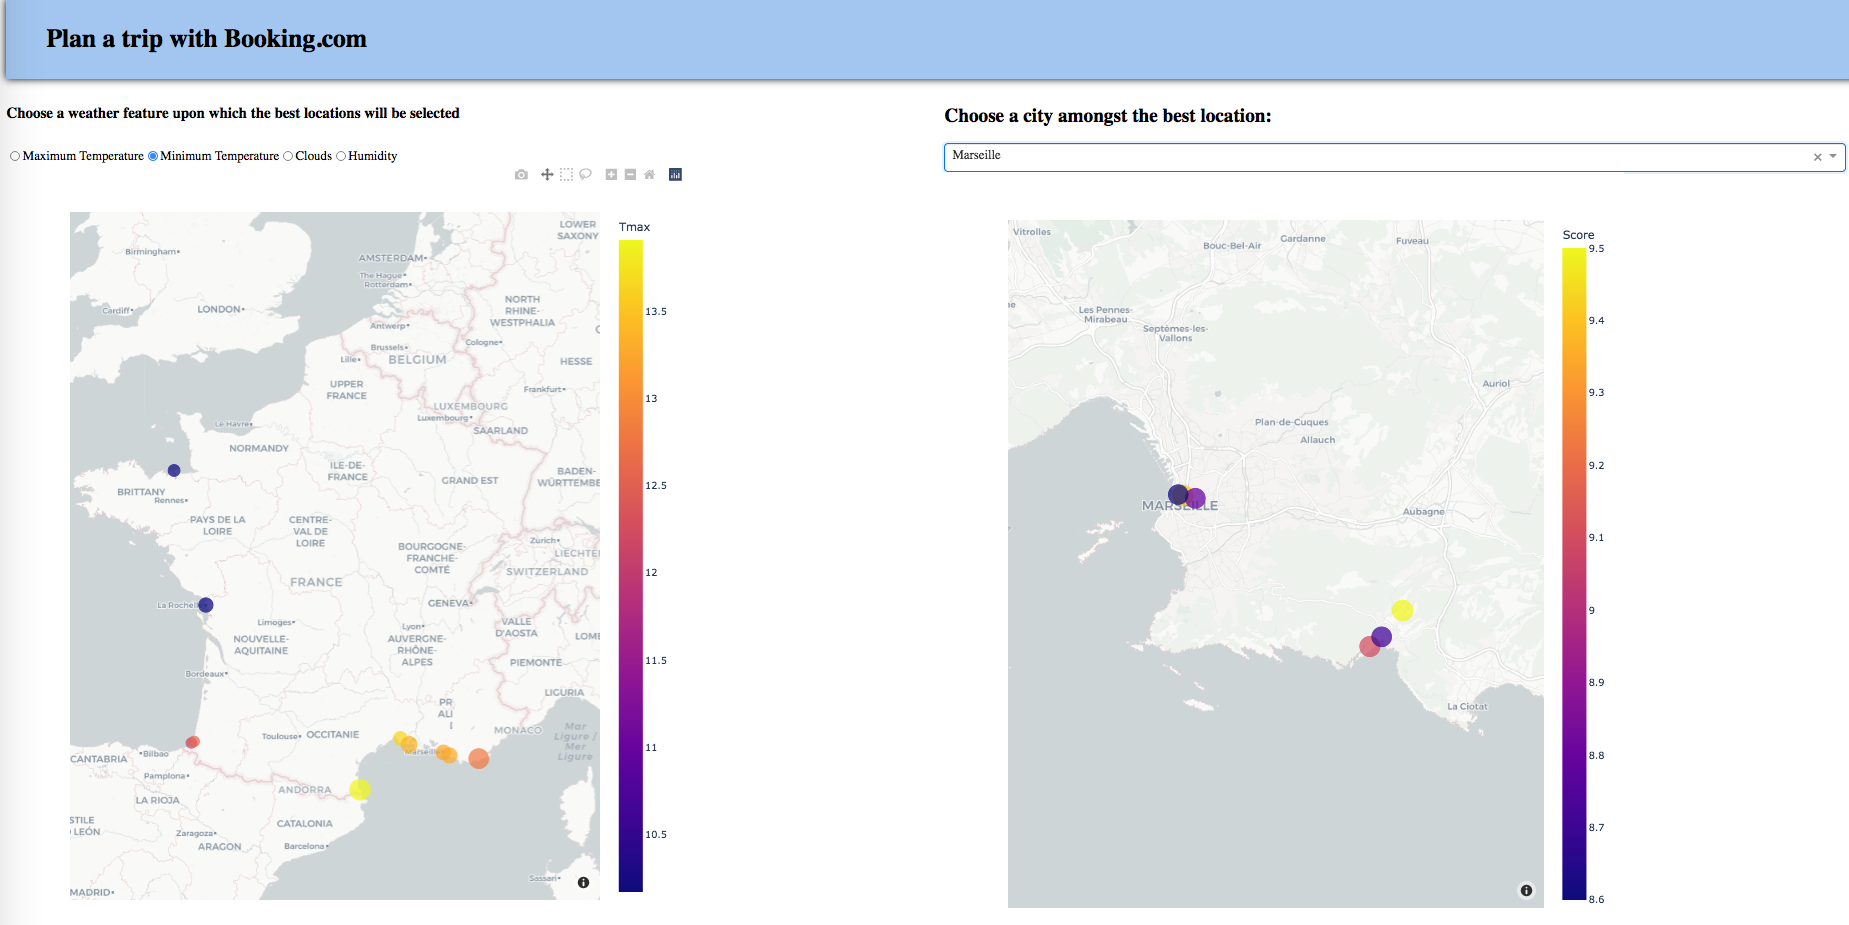 Plan a trip with Booking.com
Choose a weather feature upon which the best locations will be selected
Maximum Temperature Minimum Temperature Clouds Humidity
Choose a city amongst the best location:
Marseille
LOWER
SAXONY
Birmingham
AMSTERDAM
The Hague
Rotterdam
NORTH
RHINE-
WESTPHALIA
Cardiff
LONDON
Antwerp
Brussels
Cologne
Lille
BELGIUM
HESSE
UPPER
FRANCE
Frankfurt
LUXEMBOURG
Luxembourg
Le Havre
SAARLAND
NORMANDY
ILE-DE-
FRANCE
GRAND EST
BADEN-
WÜRTTEMBE
BRITTANY
Rennes
PAYS DE LA
LOIRE
CENTRE-
VAL DE
LOIRE
BOURGOGNE-
FRANCHE-
COMTÉ
Zurich
LIECHTE
SWITZERLAND
FRANCE
La Rochel
GENEVA
Limoges
Lyon
VALLE
D'AOSTA
LOM
NOUVELLE-
AQUITAINE
AUVERGNE-
RHÔNE-
ALPES
PIEMONTE
Bordeaux
LIGURIA
PR
ALI
I
MONACO
Mar
Ligure /
Mer
Ligure
Toulouse
OCCITANIE
Marseille
Bilbao
CANTABRIA
Pamplona
LA RIOJA
ANDORRA
STILE
LEÓN
CATALONIA
Zaragoza
ARAGON
Barcelona
Sassari
MADRID
Tmax
13.5
13
12.5
12
11.5
11
10.5
Vitrolles
Bouc-Bel-Air
Gardanne
Fuveau
ne
Les Pennes-
Mirabeau
Septèmes-les-
Vallons
Auriol
Plan-de-Cuques
Allauch
MARSEILLE
Aubagne
La Ciotat
Score
9.5
9.4
9.3
9.2
9.1
9
8.9
8.8
8.7
8.6